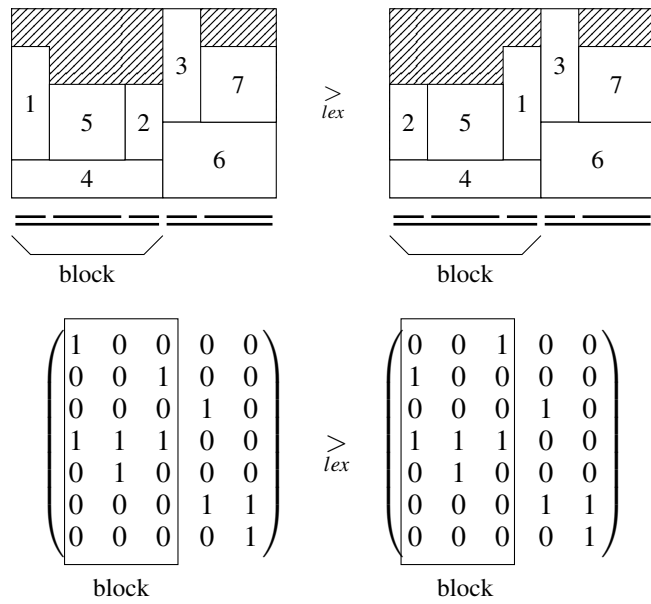 3 3
1 7 1 7
5 2 2 5
>
lex
6 6
4 4
block block
1 0 0 0 0 0 0 1 0 0
0 0 1 0 0 1 0 0 0 0
0 0 0 1 0 0 0 0 1 0
1 1 1 0 0 > 1 1 1 0 0
lex
0 1 0 0 0 0 1 0 0 0
0 0 0 1 1 0 0 0 1 1
0 0 0 0 1 0 0 0 0 1
block block